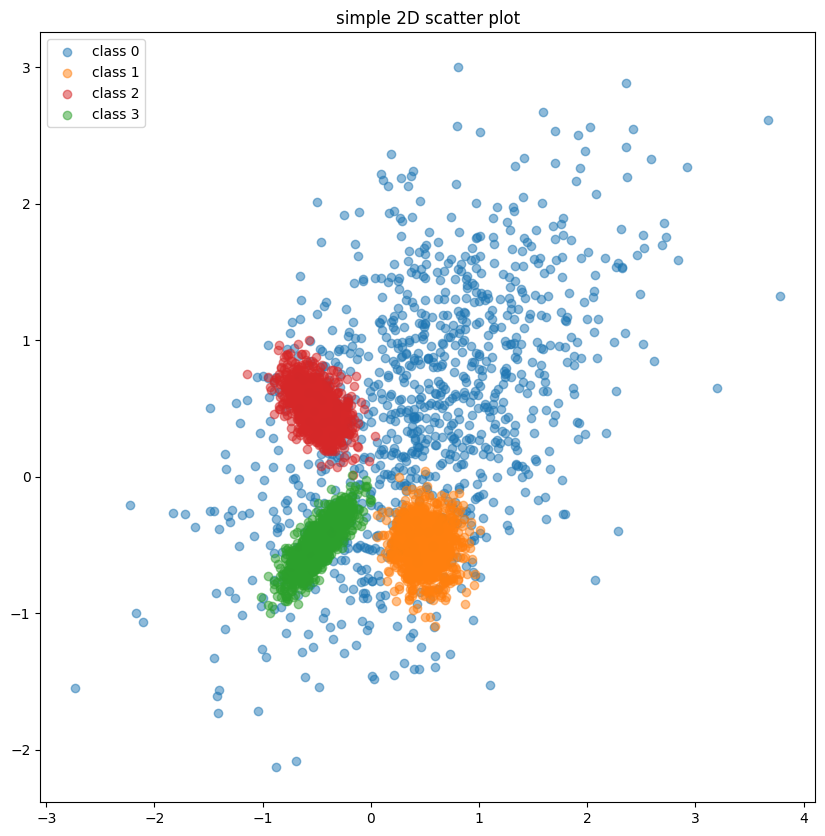 simple 2D scatter plot
class 0
class 1
class 2
class 3
3
2
1
0
−1
−2
−3
−2
−1
0
1
2
3
4